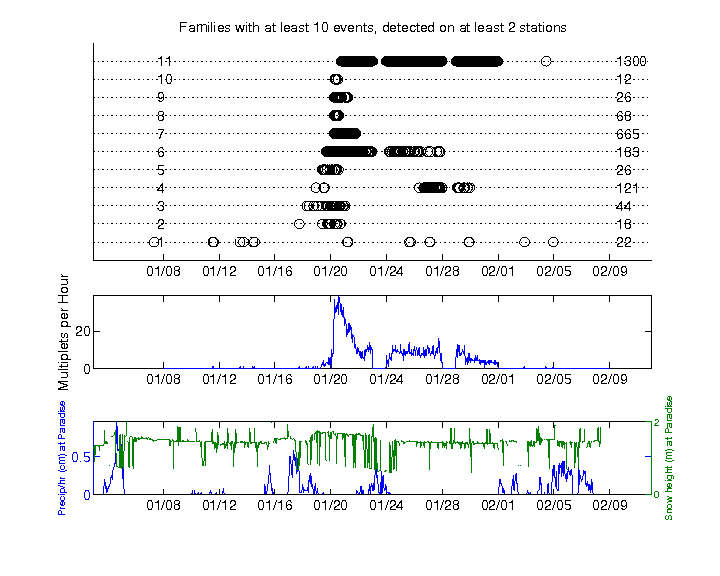 Families with at least 10 events, detected on at least 2 stations
11 1300
10 12
9 26
8 68
7 665
6 183
5 26
4 121
3 44
2 18
1 22
01/08 01/12 01/16 01/20 01/24 01/28 02/01 02/05 02/09
Multiplets per Hour
20
0
01/08 01/12 01/16 01/20 01/24 01/28 02/01 02/05 02/09
Precip/hr (cm) at Paradise
0.5
0
2
1
0
Snow height (m) at Paradise
01/08 01/12 01/16 01/20 01/24 01/28 02/01 02/05 02/09